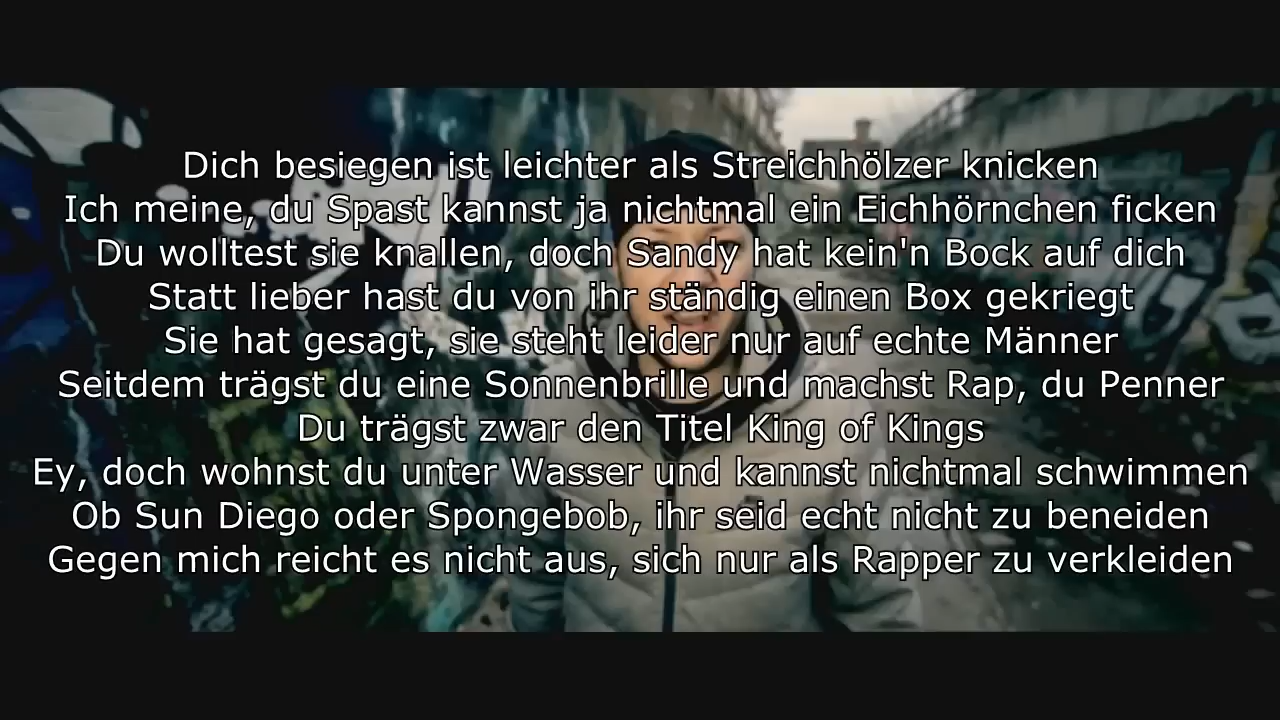 Dich besiegen ist leichter als Streichhölzer knicken
Ich meine, du Spast kannst ja nichtmal ein Eichhörnchen ficken
Du wolltest sie knallen, doch Sandy hat kein'n Bock auf dich
Statt lieber hast du von ihr ständig einen Box gekriegt
Sie hat gesagt, sie steht leider nur auf echte Männer
Seitdem trägst du eine Sonnenbrille und machst Rap, du Penner
Du trägst zwar den Titel King of Kings
Ey, doch wohnst du unter Wasser und kannst nichtmal schwimmen
Ob Sun Diego oder Spongebob, ihr seid echt nicht zu beneiden
Gegen mich reicht es nicht aus, sich nur als Rapper zu verkleiden